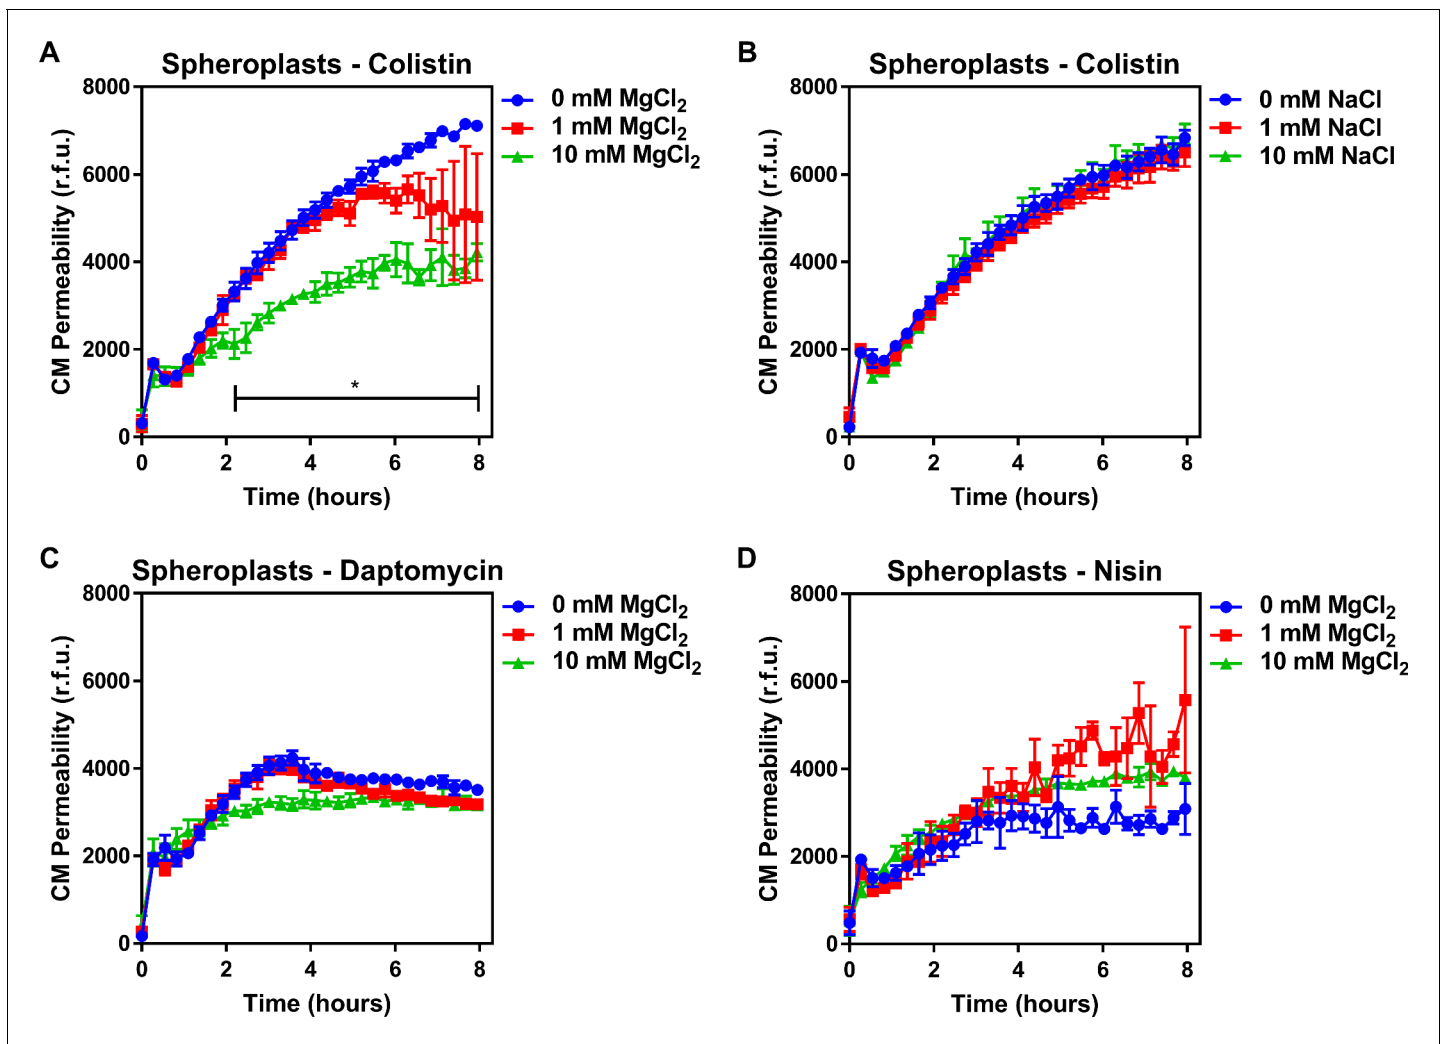 A
Spheroplasts - Colistin
8000
6000
4000
2000
0
CM Permeability (r.f.u.)
0 mM MgCl2
1 mM MgCl2
10 mM MgCl2
*
0 2 4 6 8
Time (hours)
B
Spheroplasts - Colistin
8000
6000
4000
2000
0
CM Permeability (r.f.u.)
0 mM NaCl
1 mM NaCl
10 mM NaCl
0 2 4 6 8
Time (hours)
C
Spheroplasts - Daptomycin
8000
6000
4000
2000
0
CM Permeability (r.f.u.)
0 mM MgCl2
1 mM MgCl2
10 mM MgCl2
0 2 4 6 8
Time (hours)
D
Spheroplasts - Nisin
8000
6000
4000
2000
0
CM Permeability (r.f.u.)
0 mM MgCl2
1 mM MgCl2
10 mM MgCl2
0 2 4 6 8
Time (hours)